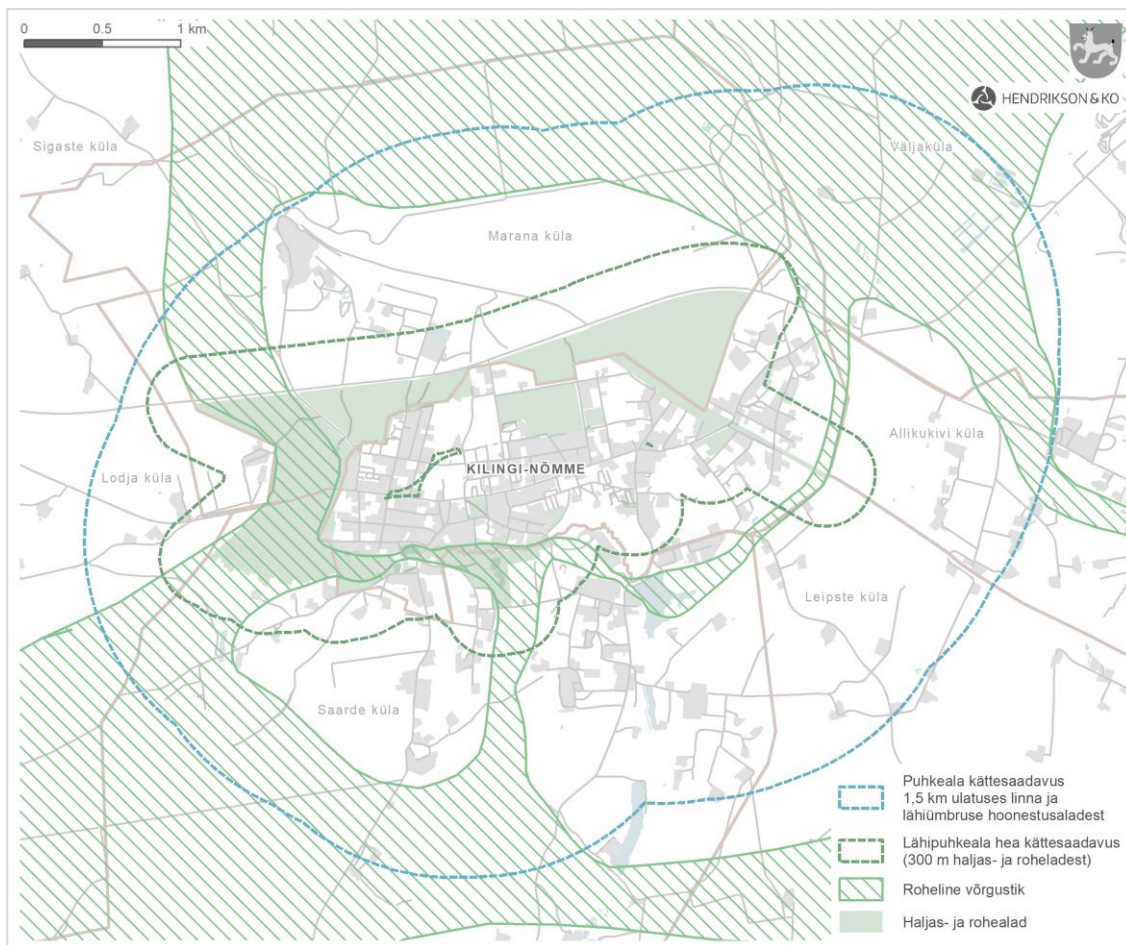 0 0.5 1 km
HENDRIKSON & KO
Sigaste küla
Väljaküla
Marana küla
Allikukivi küla
KILINGI-NÕMME
Lodja küla
Leipste küla
Saarde küla
Puhkeala kättesaadavus
1,5 km ulatuses linna ja
lähiümbruse hoonestusaladest
Lähipuhkeala hea kättesaadavus
(300 m haljas- ja roheladest)
Roheline võrgustik
Haljas- ja rohealad